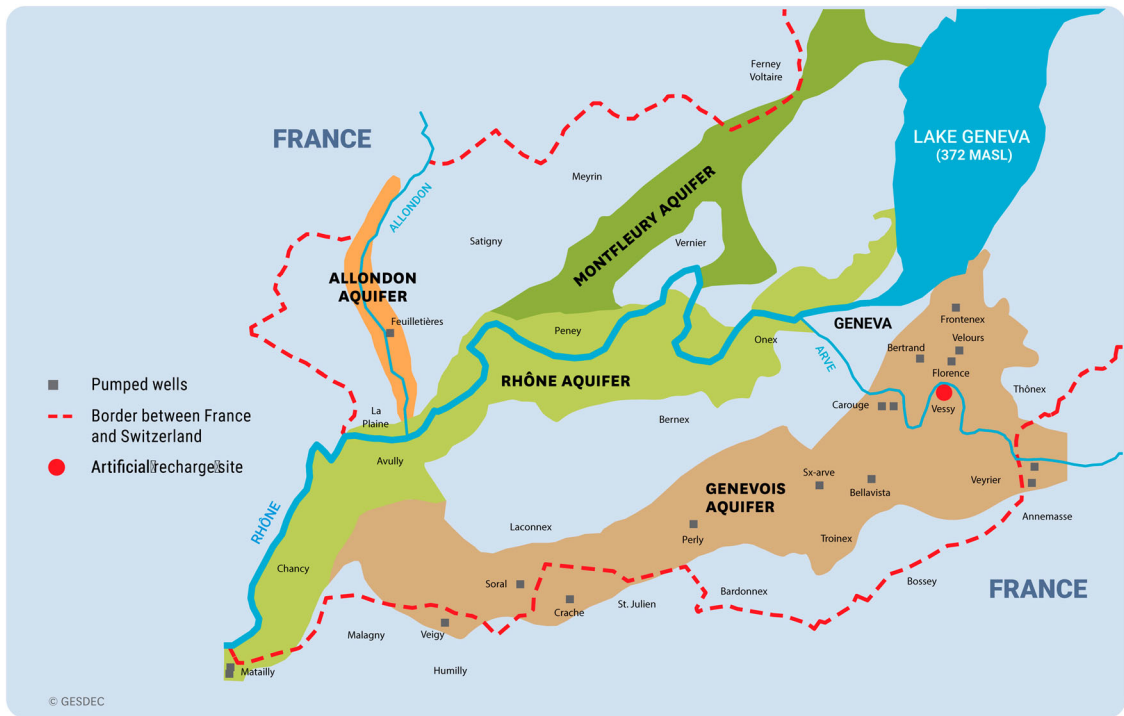 Ferney
Voltaire
FRANCE
LAKE GENEVA
(372 MASL)
Meyrin
ALLONDON
MONTFLEURY AQUIFER
Satigny
Vernier
ALLONDON
AQUIFER
Feuilletières
Peney
Onex
GENEVA
Frontenex
Velours
Bertrand
Florence
ARVE
RHÔNE AQUIFER
Thônex
Carouge
Vessy
La
Plaine
Bernex
Avully
Pumped wells
Border between France
and Switzerland
Artificial recharge site
Sx-arve
Bellavista
Veyrier
GENEVOIS
AQUIFER
Annemasse
RHÔNE
Laconnex
Perly
Troinex
Chancy
Soral
Crache
St. Julien
Bardonnex
Bossey
FRANCE
Malagny
Veigy
Matailly
Humilly
© GESDEC